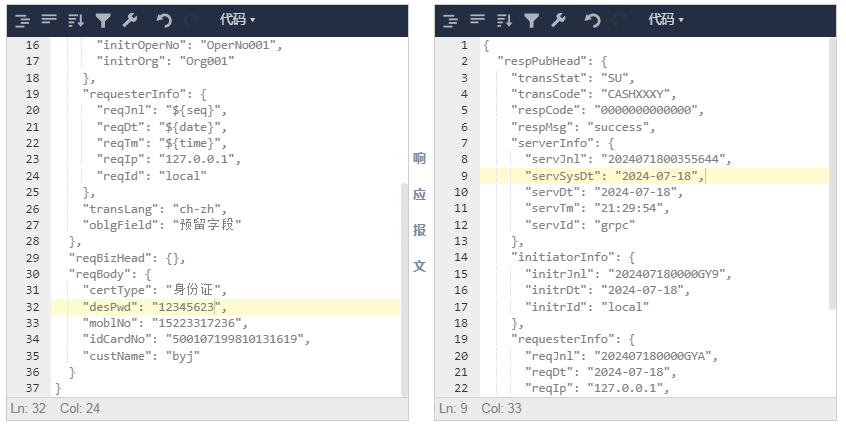 代码
16 "initrOperNo": "OperNo001",
17 "initrOrg": "Org001"
18 },
19 "requesterInfo": {
20 "reqJnl": "${seq}",
21 "reqDt": "${date}",
22 "reqTm": "${time}",
23 "reqIp": "127.0.0.1",
24 "reqId": "local"
25 },
26 "transLang": "ch-zh",
27 "oblgField": "预留字段"
28 },
29 "reqBizHead": {},
30 "reqBody": {
31 "certType": "身份证",
32 "desPwd": "12345623",
33 "moblNo": "15223317236",
34 "idCardNo": "500107199810131619",
35 "custName": "byj"
36 }
37 }
Ln: 32 Col: 24
响
应
报
文
代码
1 {
2 "respPubHead": {
3 "transStat": "SU",
4 "transCode": "CASHXXXY",
5 "respCode": "0000000000000",
6 "respMsg": "success",
7 "serverInfo": {
8 "servJnl": "2024071800355644",
9 "servSysDt": "2024-07-18",
10 "servDt": "2024-07-18",
11 "servTm": "21:29:54",
12 "servId": "grpc"
13 },
14 "initiatorInfo": {
15 "initrJnl": "202407180000GY9",
16 "initrDt": "2024-07-18",
17 "initrId": "local"
18 },
19 "requesterInfo": {
20 "reqJnl": "202407180000GYA",
21 "reqDt": "2024-07-18",
22 "reqIp": "127.0.0.1",
Ln: 9 Col: 33